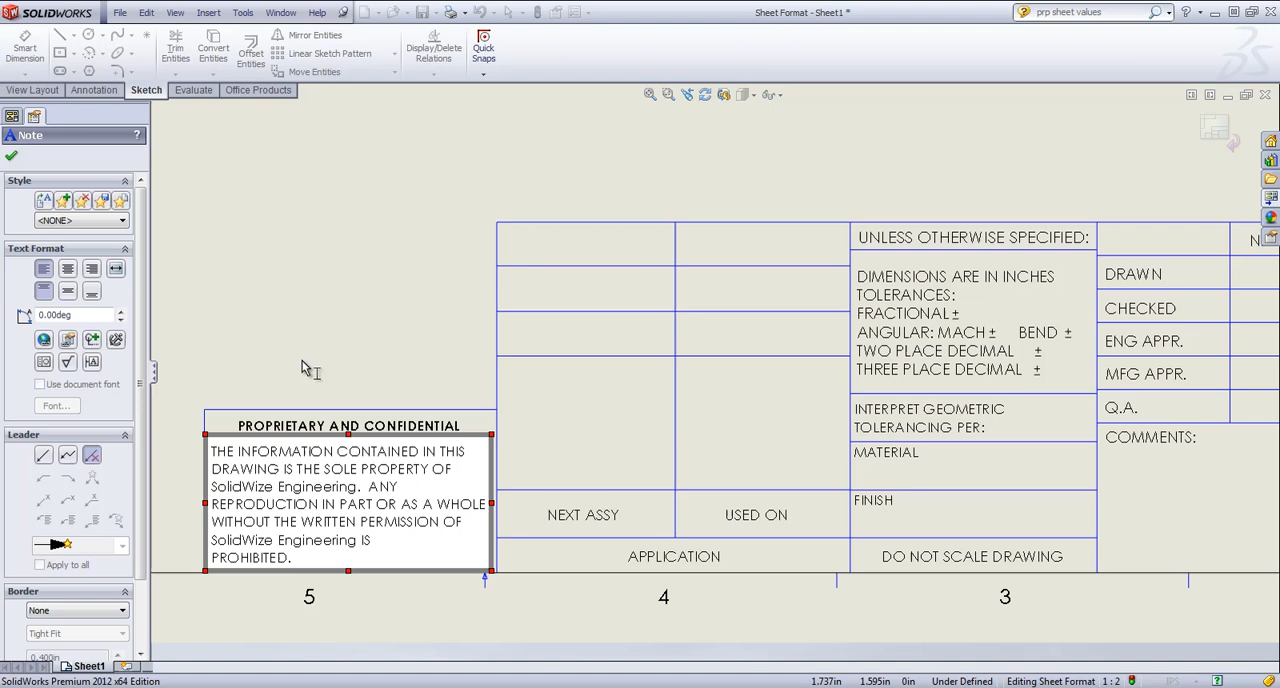 SOLIDWORKS File Edit View Insert Tools Window Help Sheet Format - Sheet1 * prp sheet values
Smart Dimension Trim Entities Convert Entities Offset Entities Mirror Entities Linear Sketch Pattern Move Entities Display/Delete Relations Quick Snaps
View Layout Annotation Sketch Evaluate Office Products
Note ?
Style
<NONE>
Text Format
0.00deg
Use document font
Font...
Leader
Apply to all
Border
None
Tight Fit
0.400in
PROPRIETARY AND CONFIDENTIAL
THE INFORMATION CONTAINED IN THIS
DRAWING IS THE SOLE PROPERTY OF
SolidWize Engineering. ANY
REPRODUCTION IN PART OR AS A WHOLE
WITHOUT THE WRITTEN PERMISSION OF
SolidWize Engineering IS
PROHIBITED.
NEXT ASSY USED ON
APPLICATION
UNLESS OTHERWISE SPECIFIED:
DIMENSIONS ARE IN INCHES
TOLERANCES:
FRACTIONAL ±
ANGULAR: MACH ± BEND ±
TWO PLACE DECIMAL ±
THREE PLACE DECIMAL ±
INTERPRET GEOMETRIC
TOLERANCING PER:
MATERIAL
FINISH
DO NOT SCALE DRAWING
DRAWN
CHECKED
ENG APPR.
MFG APPR.
Q.A.
COMMENTS:
5 4 3
Sheet1
SolidWorks Premium 2012 x64 Edition 1.737in 1.595in 0in Under Defined Editing Sheet Format 1 : 2